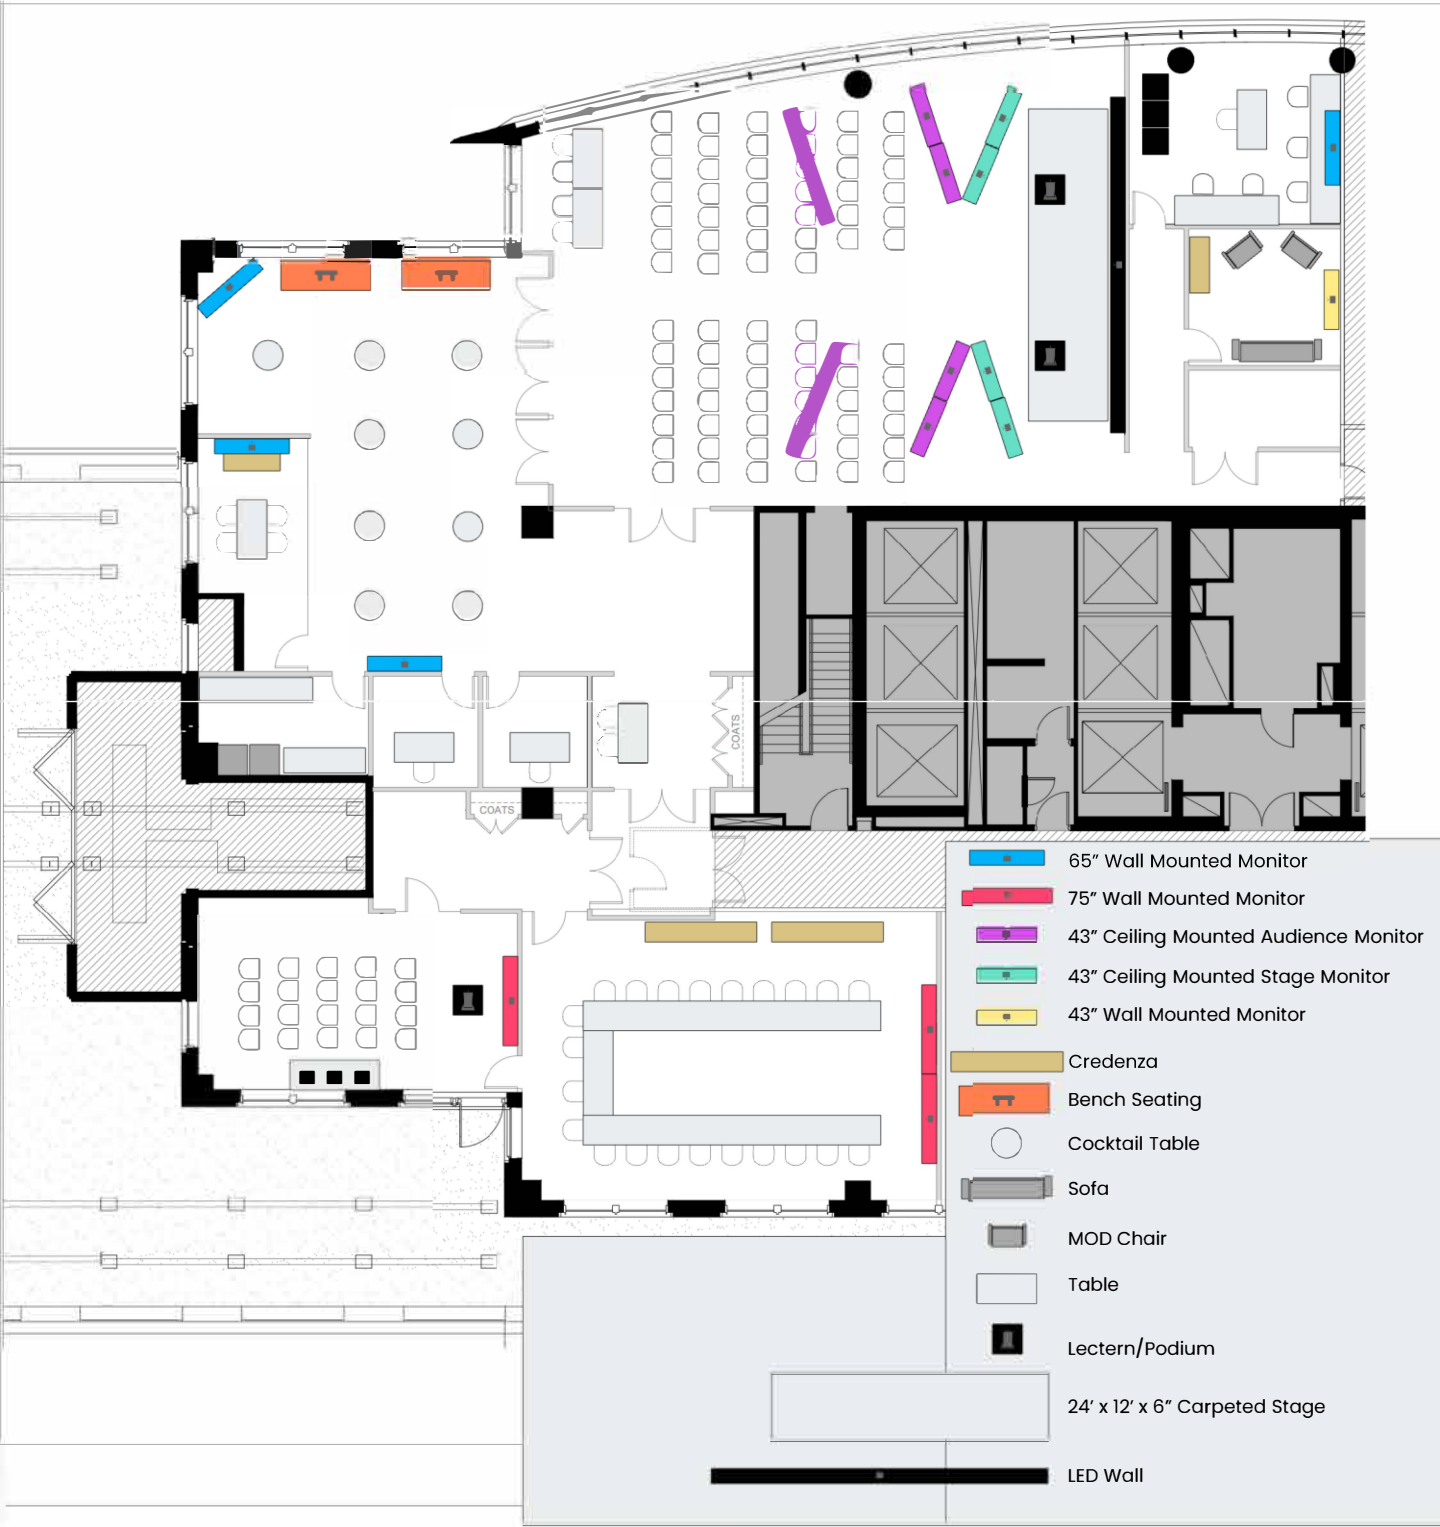 COATS
COATS
65” Wall Mounted Monitor
75” Wall Mounted Monitor
43” Ceiling Mounted Audience Monitor
43” Ceiling Mounted Stage Monitor
43” Wall Mounted Monitor
Credenza
Bench Seating
Cocktail Table
Sofa
MOD Chair
Table
Lectern/Podium
24’ x 12’ x 6” Carpeted Stage
LED Wall